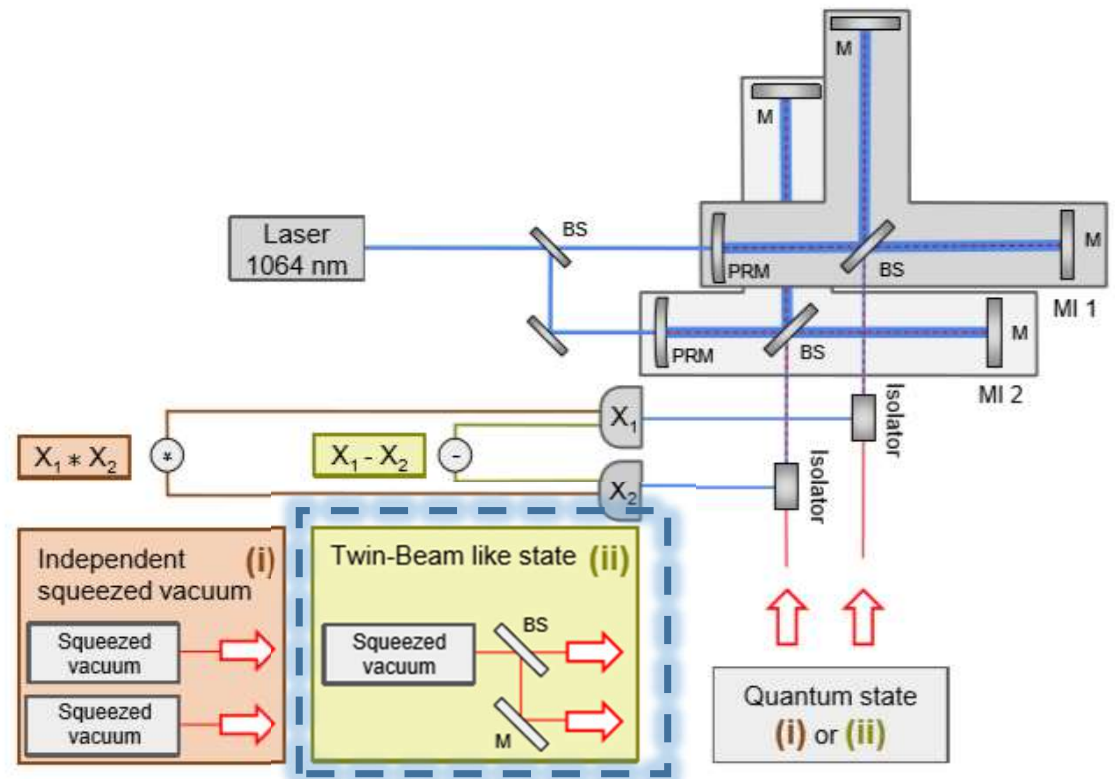 M
M
Laser
1064 nm
BS
PRM
BS
M
MI 1
PRM
BS
M
MI 2
Isolator
Isolator
X₁
X₂
X₁ * X₂
*
X₁ - X₂
-
Independent (i)
squeezed vacuum
Squeezed
vacuum
Squeezed
vacuum
Twin-Beam like state (ii)
Squeezed
vacuum
BS
M
Quantum state
(i) or (ii)